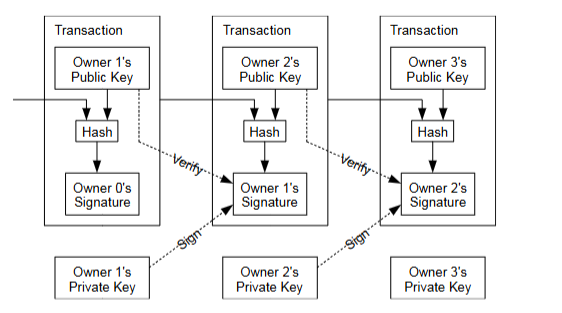 Transaction
Owner 1's
Public Key
Hash
Owner 0's
Signature
Transaction
Owner 2's
Public Key
Hash
Verify
Owner 1's
Signature
Transaction
Owner 3's
Public Key
Hash
Verify
Owner 2's
Signature
Sign
Sign
Owner 1's
Private Key
Owner 2's
Private Key
Owner 3's
Private Key